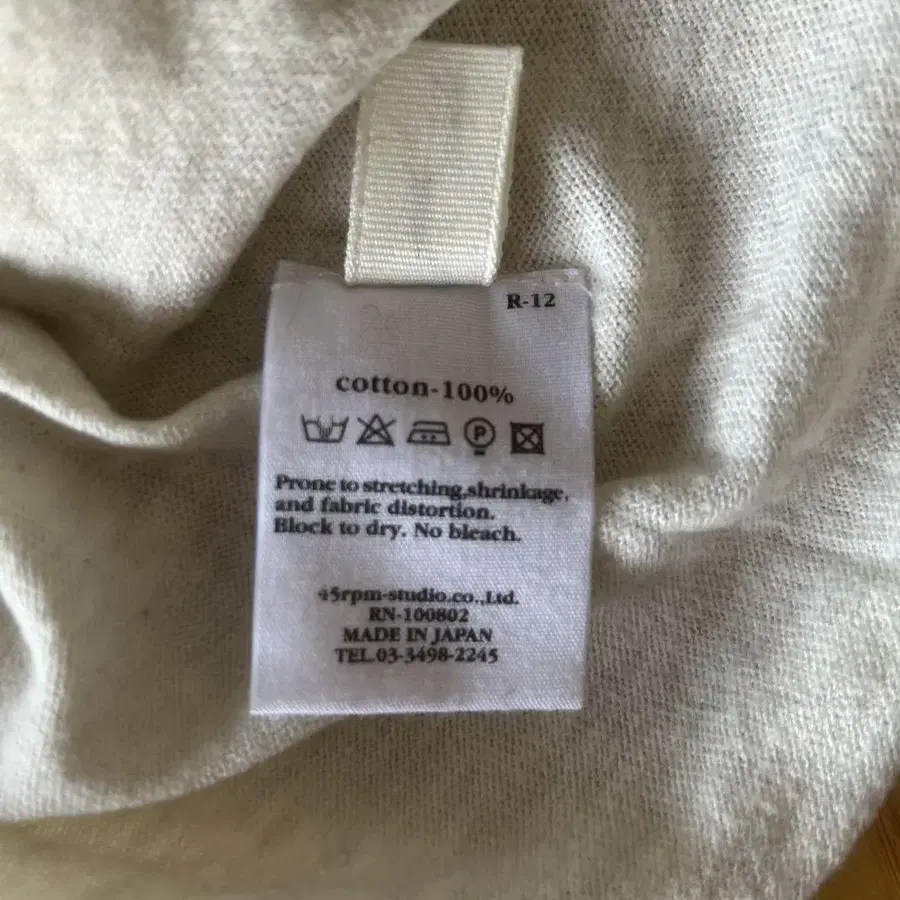 R-12
cotton-100%
P
Prone to stretching,shrinkage,
and fabric distortion.
Block to dry. No bleach.
45rpm-studio.co.,Ltd.
RN-100802
MADE IN JAPAN
TEL.03-3498-2245